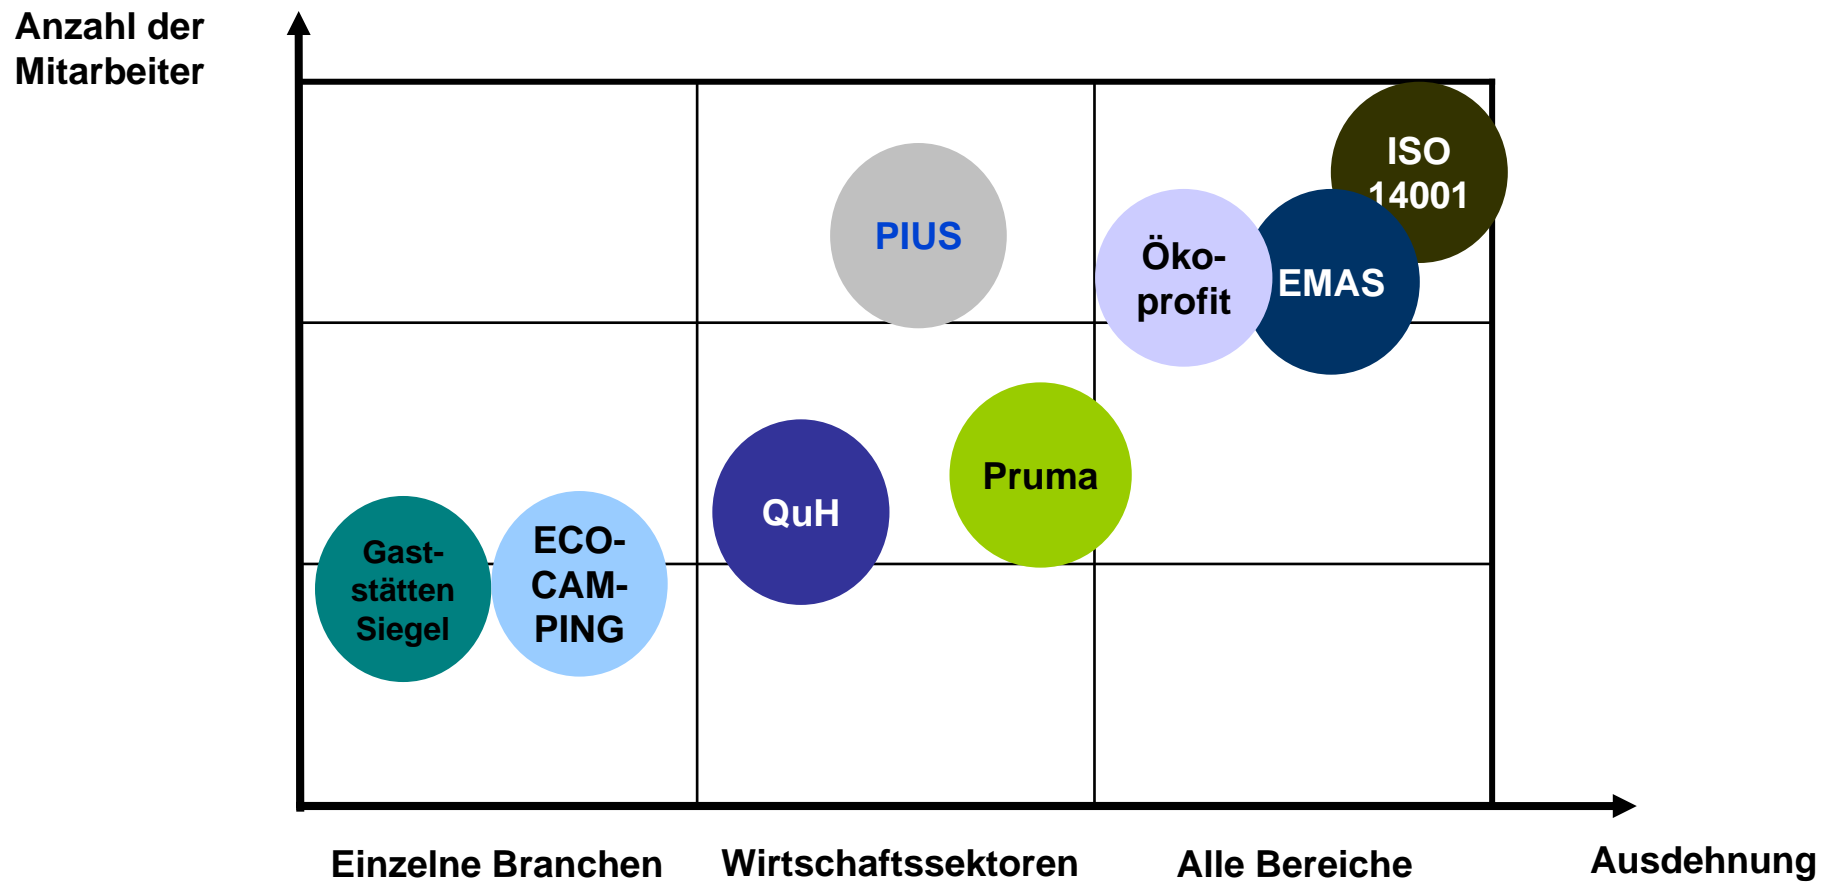 Anzahl der
Mitarbeiter
ISO
14001
PIUS
Öko-
profit
EMAS
Pruma
QuH
ECO-
CAM-
PING
Gast-
stätten
Siegel
Einzelne Branchen
Wirtschaftssektoren
Alle Bereiche
Ausdehnung